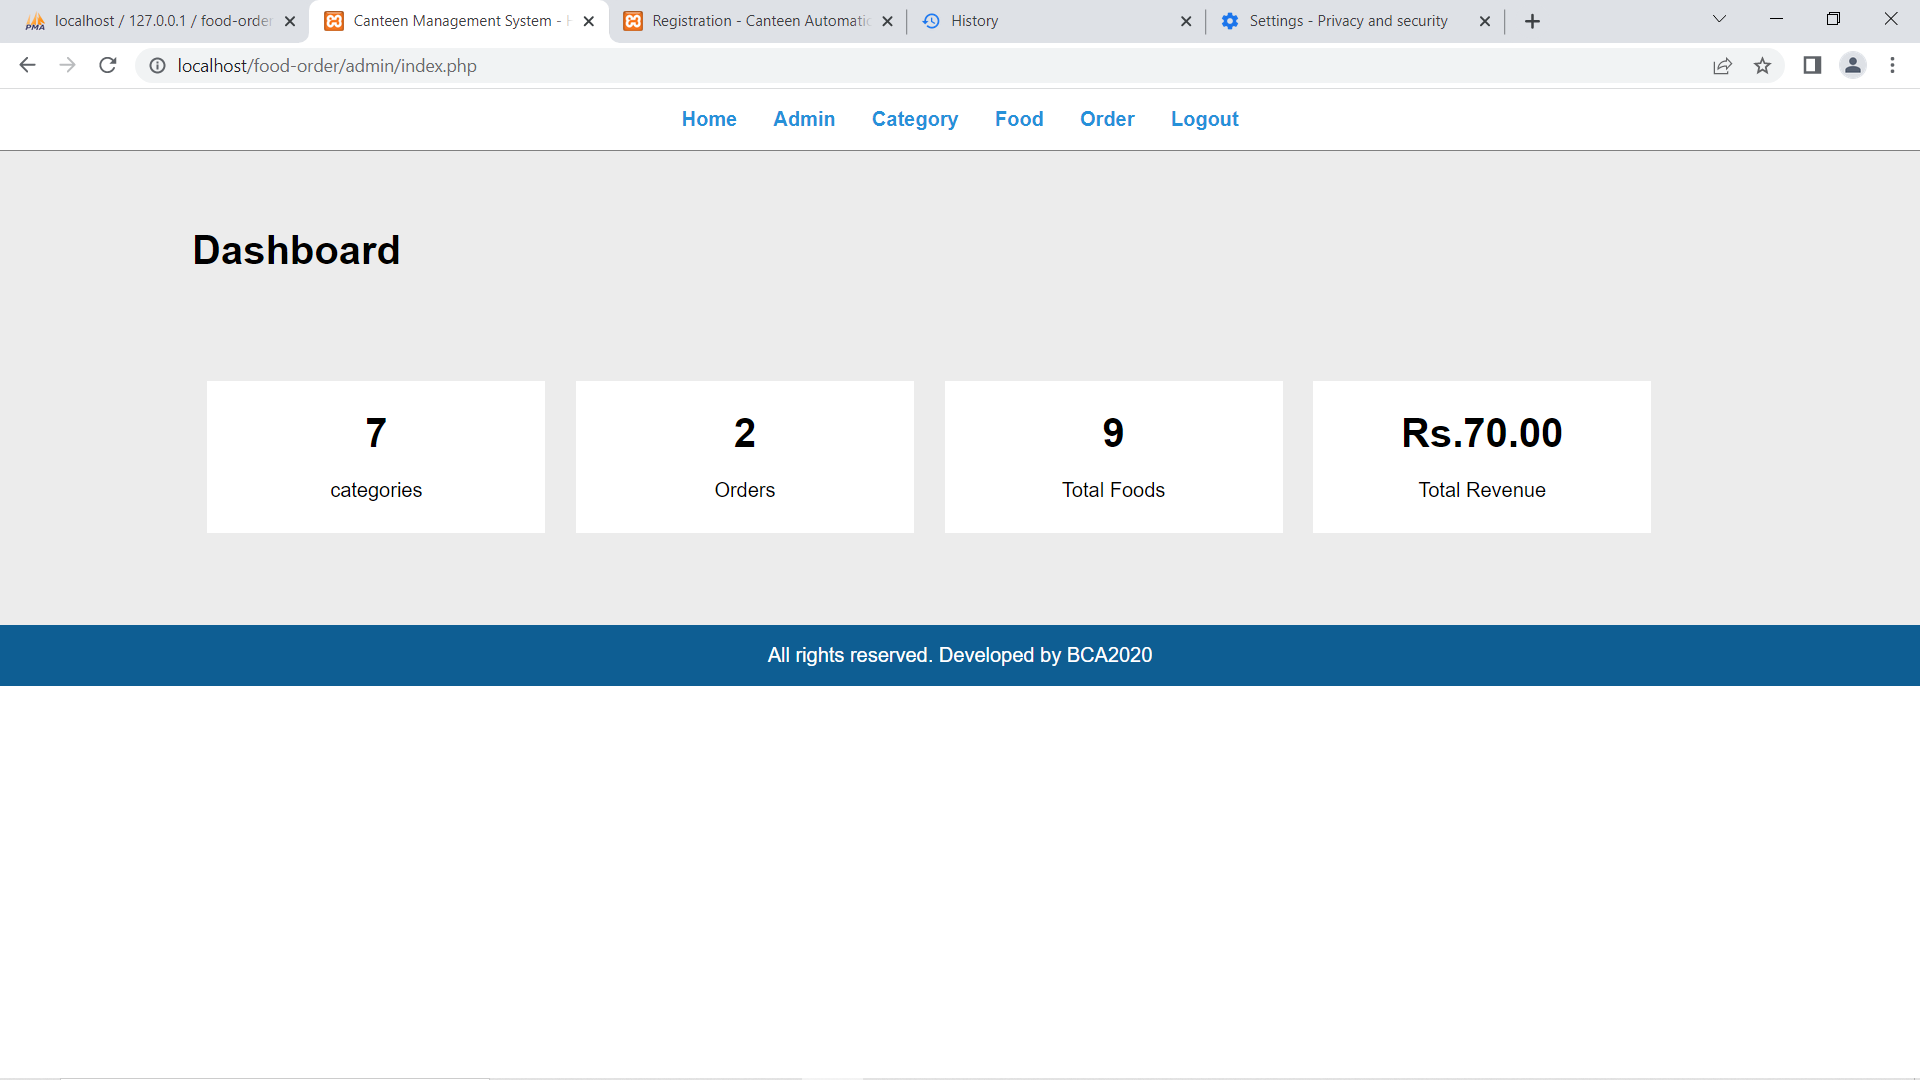 localhost / 127.0.0.1 / food-order
Canteen Management System -
Registration - Canteen Automatic
History
Settings - Privacy and security
localhost/food-order/admin/index.php
Home Admin Category Food Order Logout
Dashboard
7
categories
2
Orders
9
Total Foods
Rs.70.00
Total Revenue
All rights reserved. Developed by BCA2020